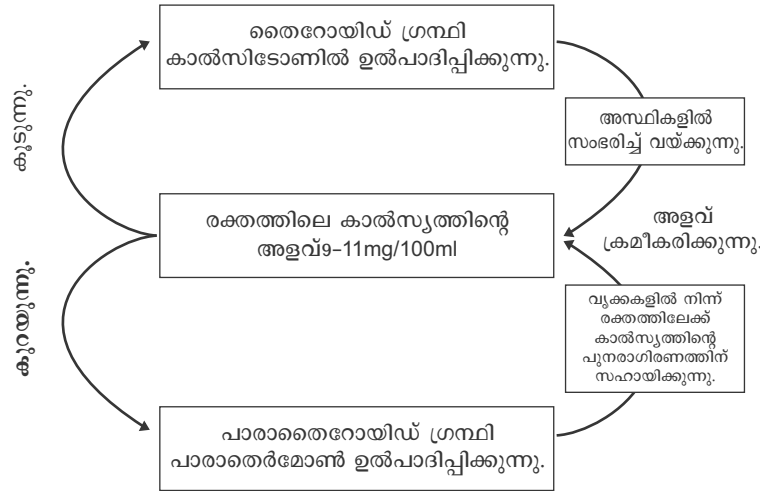 തൈറോയിഡ് ഗ്രന്ഥി
കാൽസിടോണിൽ ഉൽപാദിപ്പിക്കുന്നു.
കൂടുന്നു.
അസ്ഥികളിൽ
സംഭരിച്ച് വയ്ക്കുന്നു.
രക്തത്തിലെ കാൽസ്യത്തിന്റെ
അളവ്9-11mg/100ml
അളവ്
ക്രമീകരിക്കുന്നു.
കുറയുന്നു.
വൃക്കകളിൽ നിന്ന്
രക്തത്തിലേക്ക്
കാൽസ്യത്തിന്റെ
പുനരാഗിരണത്തിന്
സഹായിക്കുന്നു.
പാരാതൈറോയിഡ് ഗ്രന്ഥി
പാരാതെർമോൺ ഉൽപാദിപ്പിക്കുന്നു.